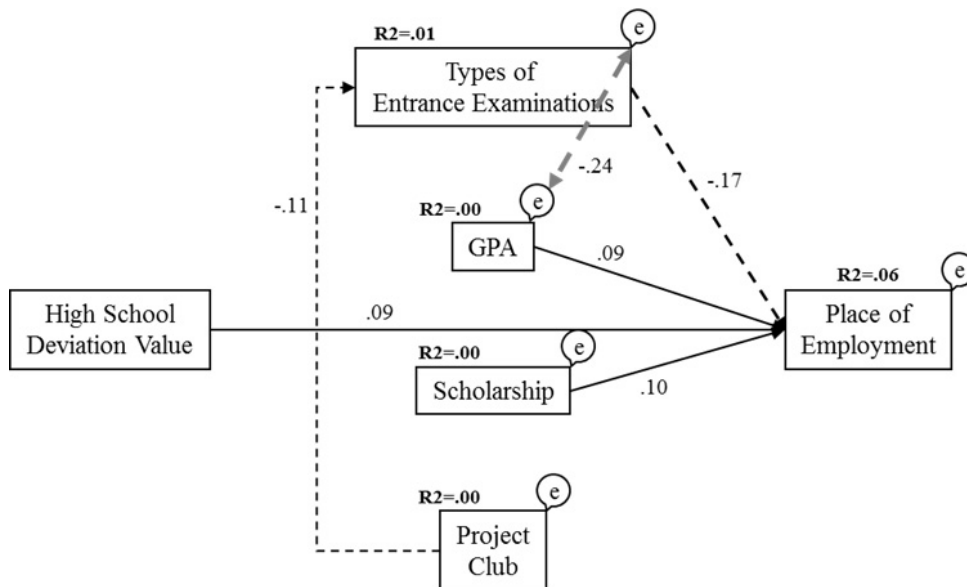 R2=.01
e
Types of
Entrance Examinations
-.24
-.17
-.11
R2=.00
e
GPA
.09
R2=.06
e
High School
Deviation Value
.09
Place of
Employment
R2=.00
e
Scholarship
.10
R2=.00
e
Project
Club